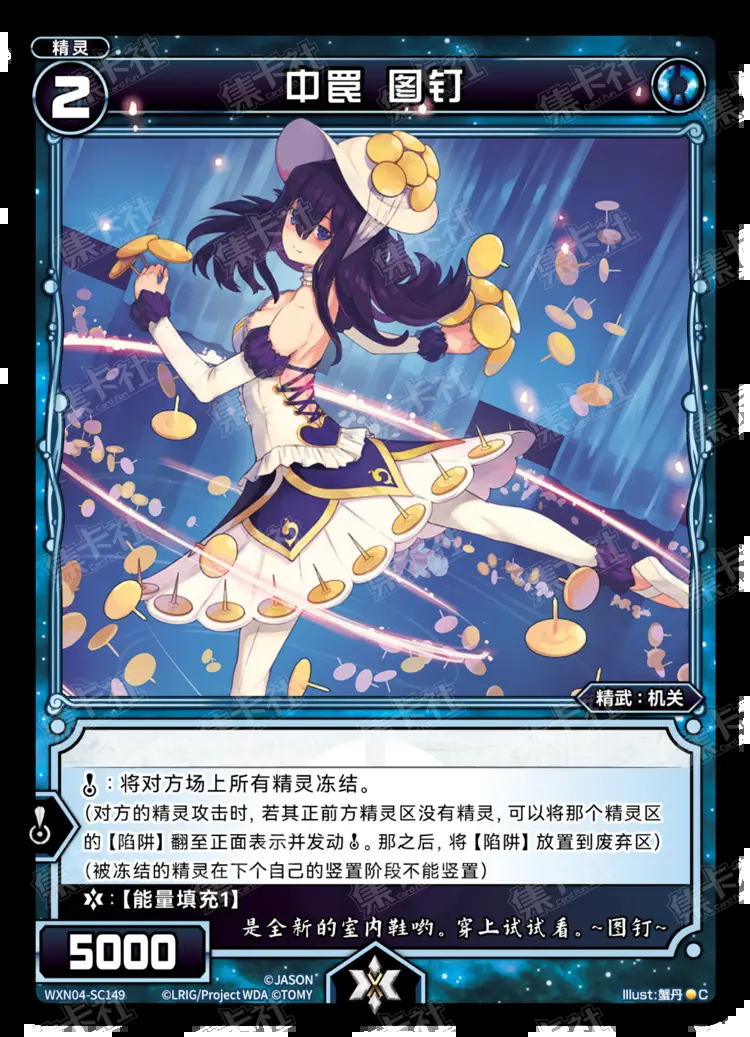 精灵
2
中罠 图钉
精武：机关
：将对方场上所有精灵冻结。
(对方的精灵攻击时，若其正前方精灵区没有精灵，可以将那个精灵区
的【陷阱】翻至正面表示并发动。那之后，将【陷阱】放置到废弃区)
(被冻结的精灵在下个自己的竖置阶段不能竖置)
：【能量填充1】
是全新的室内鞋哟。穿上试试看。~图钉~
5000
©JASON
WXN04-SC149
©LRIG/Project WDA ©TOMY
Illust:蟹丹
C
集卡社